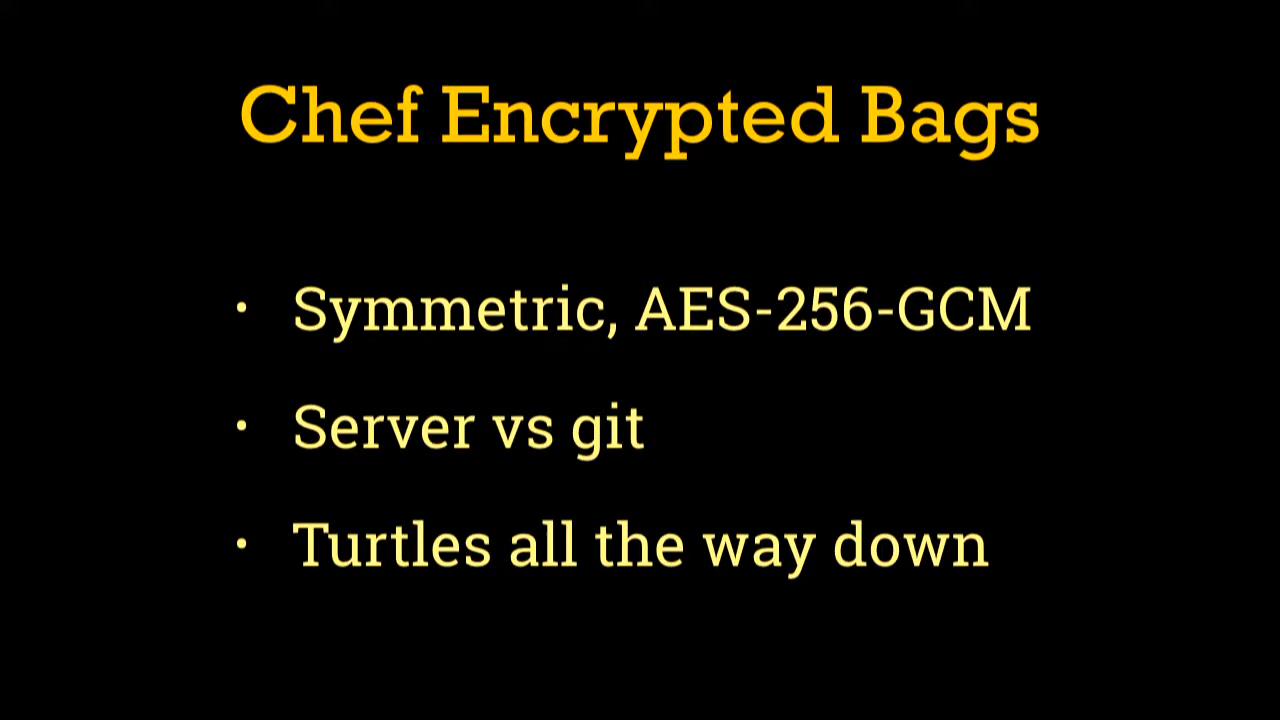 Chef Encrypted Bags
· Symmetric, AES-256-GCM
· Server vs git
· Turtles all the way down